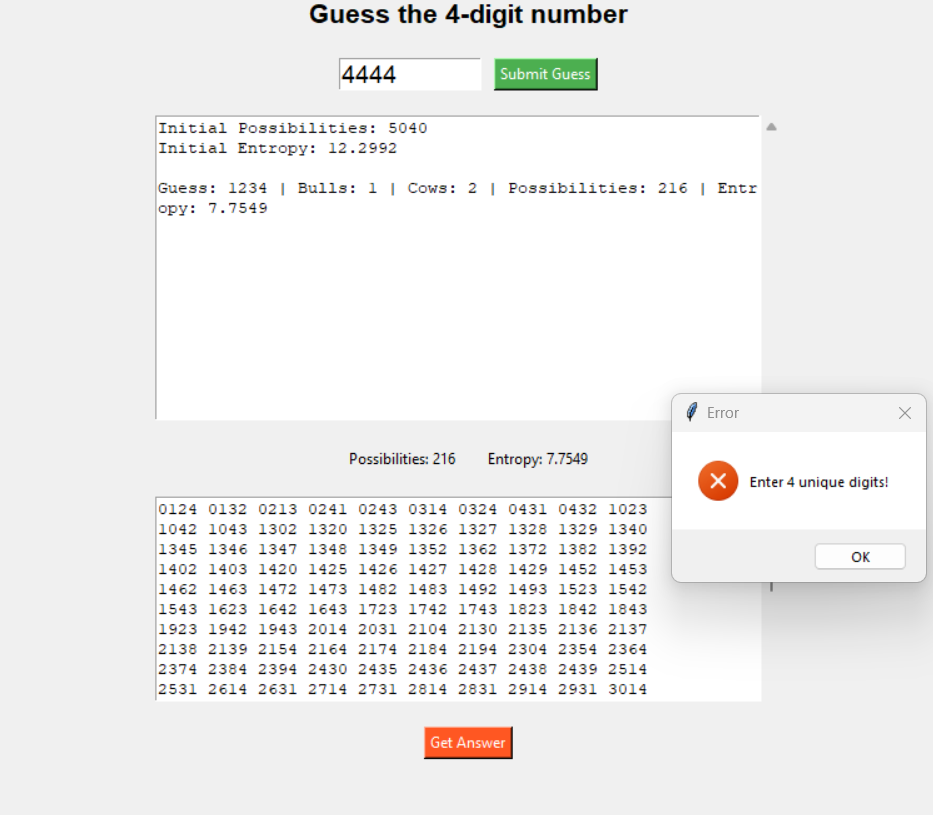 Guess the 4-digit number
4444
Submit Guess
Initial Possibilities: 5040
Initial Entropy: 12.2992
Guess: 1234 | Bulls: 1 | Cows: 2 | Possibilities: 216 | Entr
opy: 7.7549
Error
Enter 4 unique digits!
OK
Possibilities: 216
Entropy: 7.7549
0124 0132 0213 0241 0243 0314 0324 0431 0432 1023
1042 1043 1302 1320 1325 1326 1327 1328 1329 1340
1345 1346 1347 1348 1349 1352 1362 1372 1382 1392
1402 1403 1420 1425 1426 1427 1428 1429 1452 1453
1462 1463 1472 1473 1482 1483 1492 1493 1523 1542
1543 1623 1642 1643 1723 1742 1743 1823 1842 1843
1923 1942 1943 2014 2031 2104 2130 2135 2136 2137
2138 2139 2154 2164 2174 2184 2194 2304 2354 2364
2374 2384 2394 2430 2435 2436 2437 2438 2439 2514
2531 2614 2631 2714 2731 2814 2831 2914 2931 3014
Get Answer